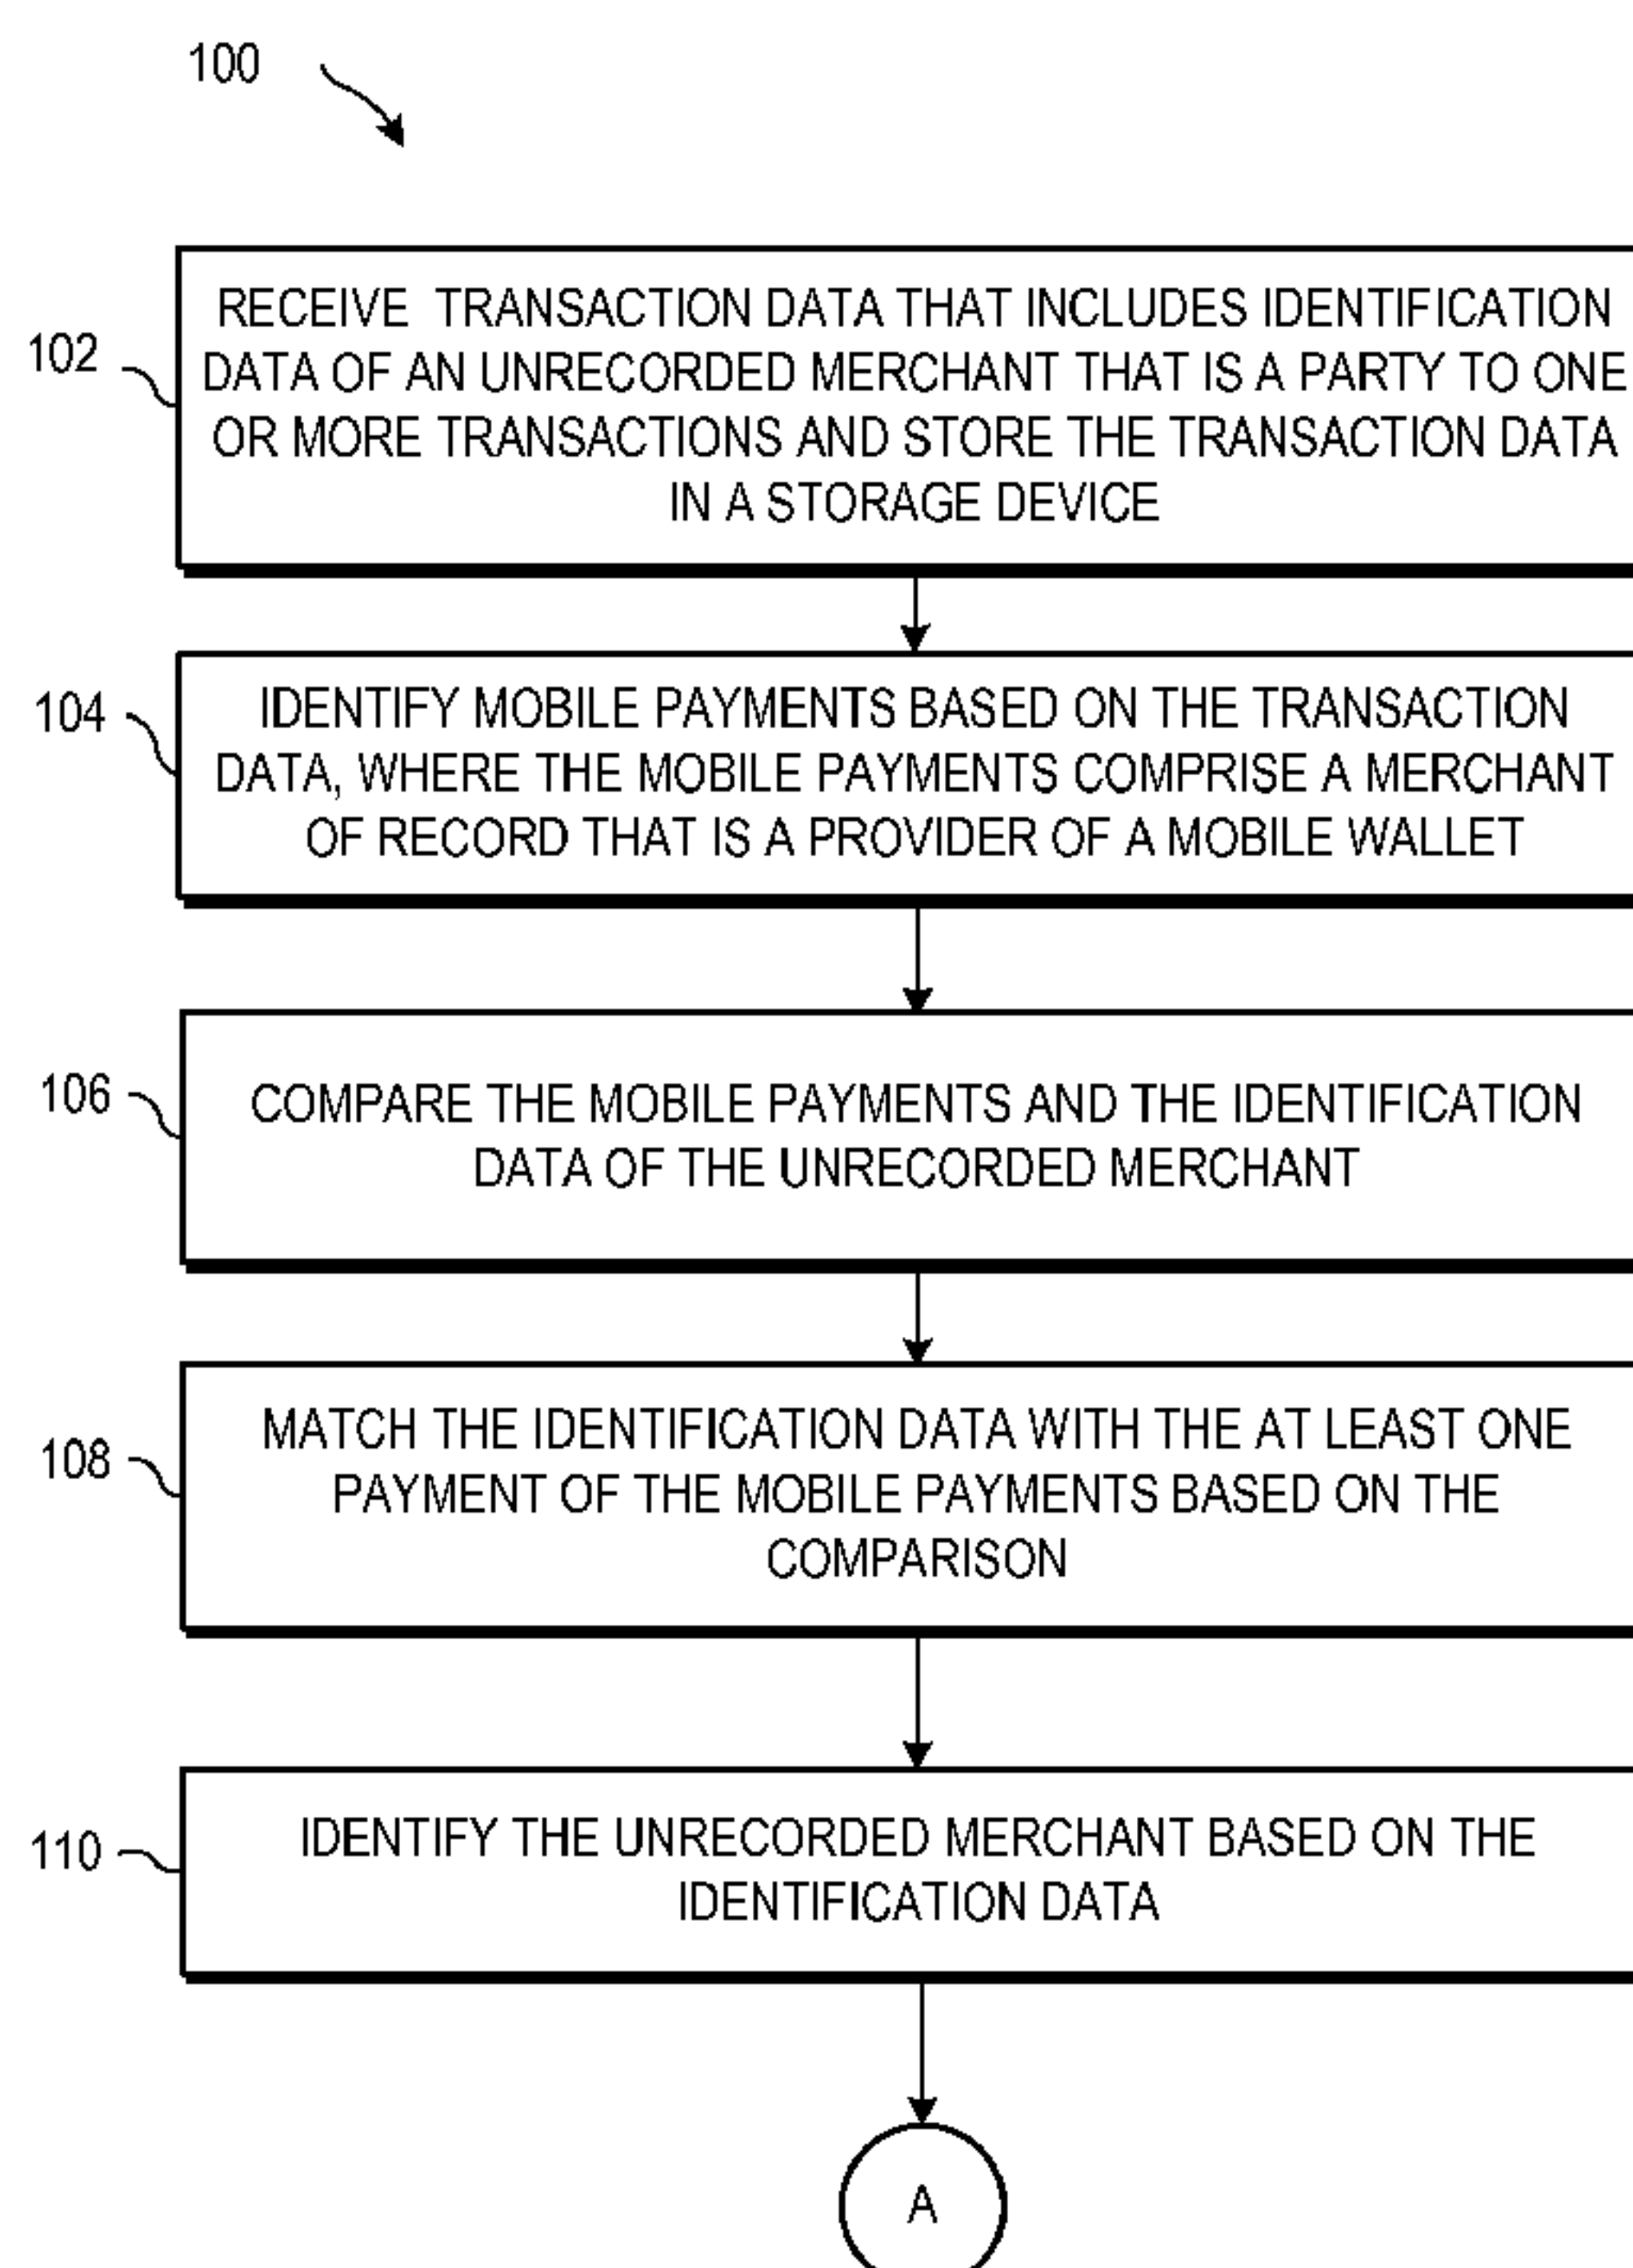 100
102
RECEIVE TRANSACTION DATA THAT INCLUDES IDENTIFICATION
DATA OF AN UNRECORDED MERCHANT THAT IS A PARTY TO ONE
OR MORE TRANSACTIONS AND STORE THE TRANSACTION DATA
IN A STORAGE DEVICE
104
IDENTIFY MOBILE PAYMENTS BASED ON THE TRANSACTION
DATA, WHERE THE MOBILE PAYMENTS COMPRISE A MERCHANT
OF RECORD THAT IS A PROVIDER OF A MOBILE WALLET
106
COMPARE THE MOBILE PAYMENTS AND THE IDENTIFICATION
DATA OF THE UNRECORDED MERCHANT
108
MATCH THE IDENTIFICATION DATA WITH THE AT LEAST ONE
PAYMENT OF THE MOBILE PAYMENTS BASED ON THE
COMPARISON
110
IDENTIFY THE UNRECORDED MERCHANT BASED ON THE
IDENTIFICATION DATA
A